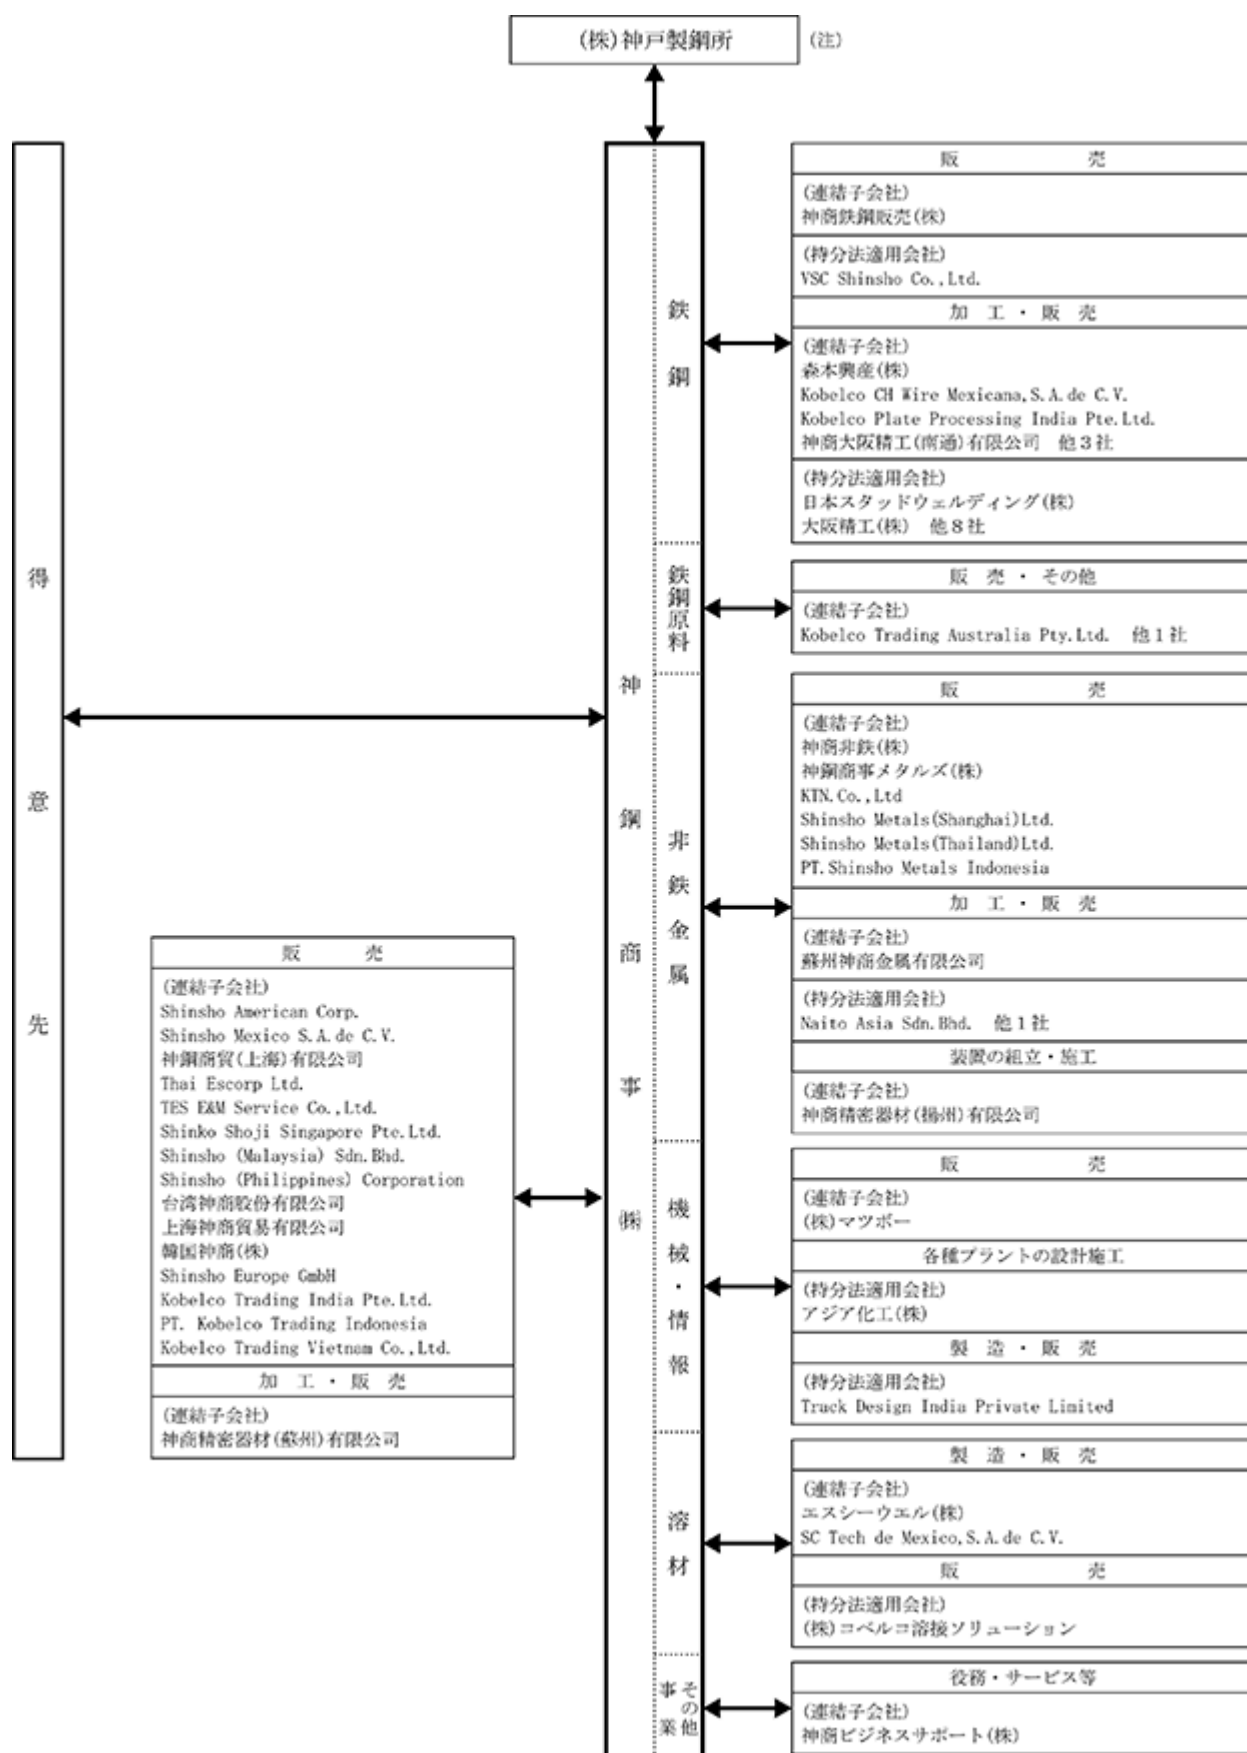 (株)神戸製鋼所
(注)
得意先
神鋼商事㈱
鉄鋼
販 売
(連結子会社)
神商鉄鋼販売(株)
(持分法適用会社)
VSC Shinsho Co.,Ltd.
加 工 ・ 販 売
(連結子会社)
森本興産(株)
Kobelco CH Wire Mexicana,S.A.de C.V.
Kobelco Plate Processing India Pte.Ltd.
神商大阪精工(南通)有限公司 他3社
(持分法適用会社)
日本スタッドウェルディング(株)
大阪精工(株) 他8社
鉄鋼原料
販 売 ・ その他
(連結子会社)
Kobelco Trading Australia Pty.Ltd. 他1社
非鉄金属
販 売
(連結子会社)
神商非鉄(株)
神鋼商事メタルズ(株)
KTN.Co.,Ltd
Shinsho Metals(Shanghai)Ltd.
Shinsho Metals(Thailand)Ltd.
PT.Shinsho Metals Indonesia
加 工 ・ 販 売
(連結子会社)
蘇州神商金属有限公司
(持分法適用会社)
Naito Asia Sdn.Bhd. 他1社
装置の組立・施工
(連結子会社)
神商精密器材(揚州)有限公司
販 売
(連結子会社)
Shinsho American Corp.
Shinsho Mexico S.A.de C.V.
神鋼商貿(上海)有限公司
Thai Escorp Ltd.
TES E&M Service Co.,Ltd.
Shinko Shoji Singapore Pte.Ltd.
Shinsho (Malaysia) Sdn.Bhd.
Shinsho (Philippines) Corporation
台湾神商股份有限公司
上海神商貿易有限公司
韓国神商(株)
Shinsho Europe GmbH
Kobelco Trading India Pte.Ltd.
PT. Kobelco Trading Indonesia
Kobelco Trading Vietnam Co.,Ltd.
加 工 ・ 販 売
(連結子会社)
神商精密器材(蘇州)有限公司
機械・情報
販 売
(連結子会社)
(株)マツボー
各種プラントの設計施工
(持分法適用会社)
アジア化工(株)
製 造 ・ 販 売
(持分法適用会社)
Truck Design India Private Limited
溶材
製 造 ・ 販 売
(連結子会社)
エスシーウエル(株)
SC Tech de Mexico,S.A.de C.V.
販 売
(持分法適用会社)
(株)コベルコ溶接ソリューション
その他事業
役務・サービス等
(連結子会社)
神商ビジネスサポート(株)